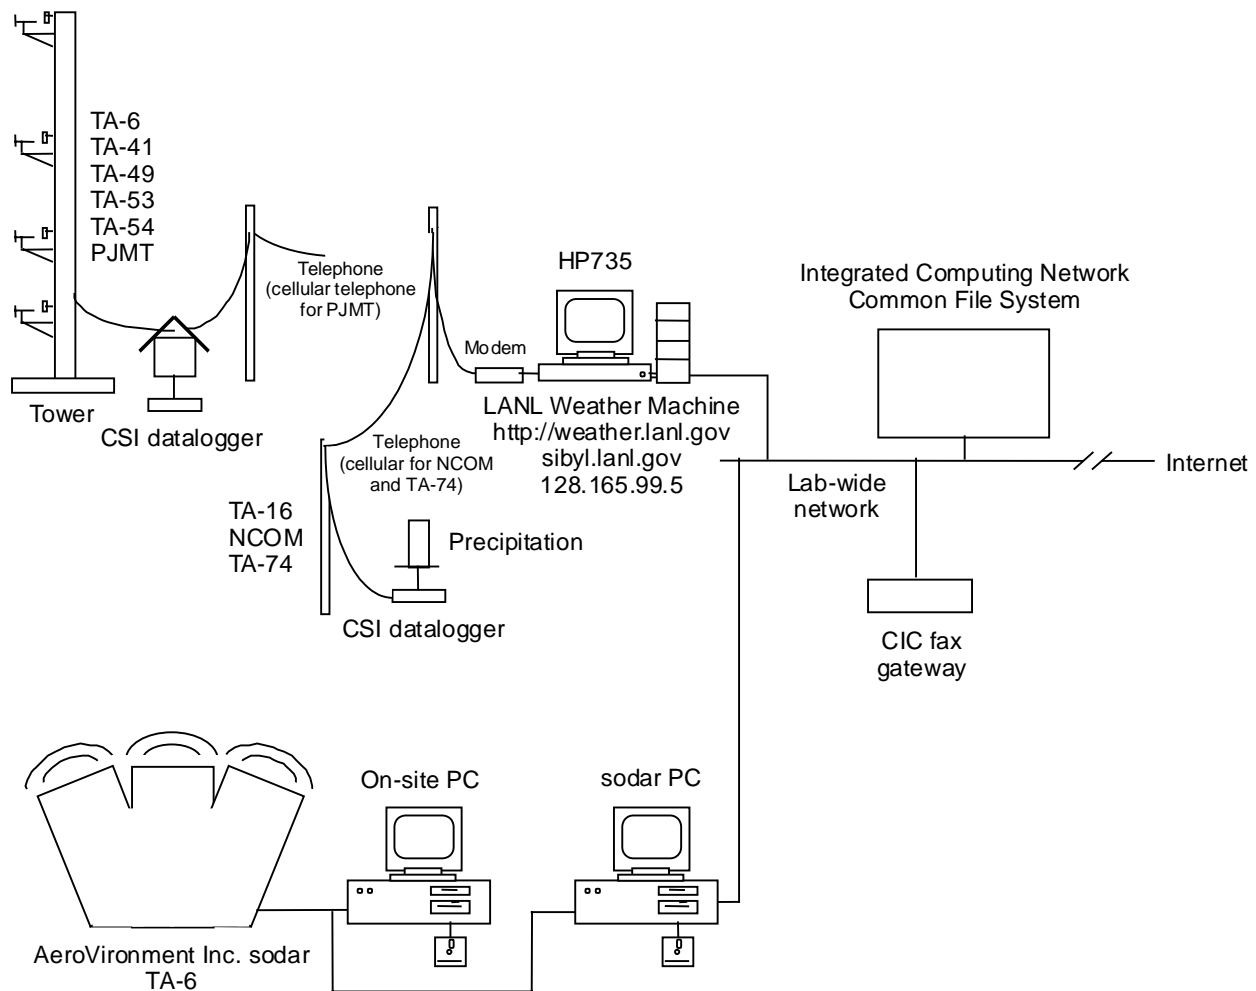 TA-6
TA-41
TA-49
TA-53
TA-54
PJMT
Tower
CSI datalogger
Telephone
(cellular telephone
for PJMT)
Modem
HP735
LANL Weather Machine
http://weather.lanl.gov
sibyl.lanl.gov
128.165.99.5
Integrated Computing Network
Common File System
Internet
Lab-wide
network
CIC fax
gateway
Telephone
(cellular for NCOM
and TA-74)
TA-16
NCOM
TA-74
Precipitation
CSI datalogger
On-site PC
sodar PC
AeroVironment Inc. sodar
TA-6